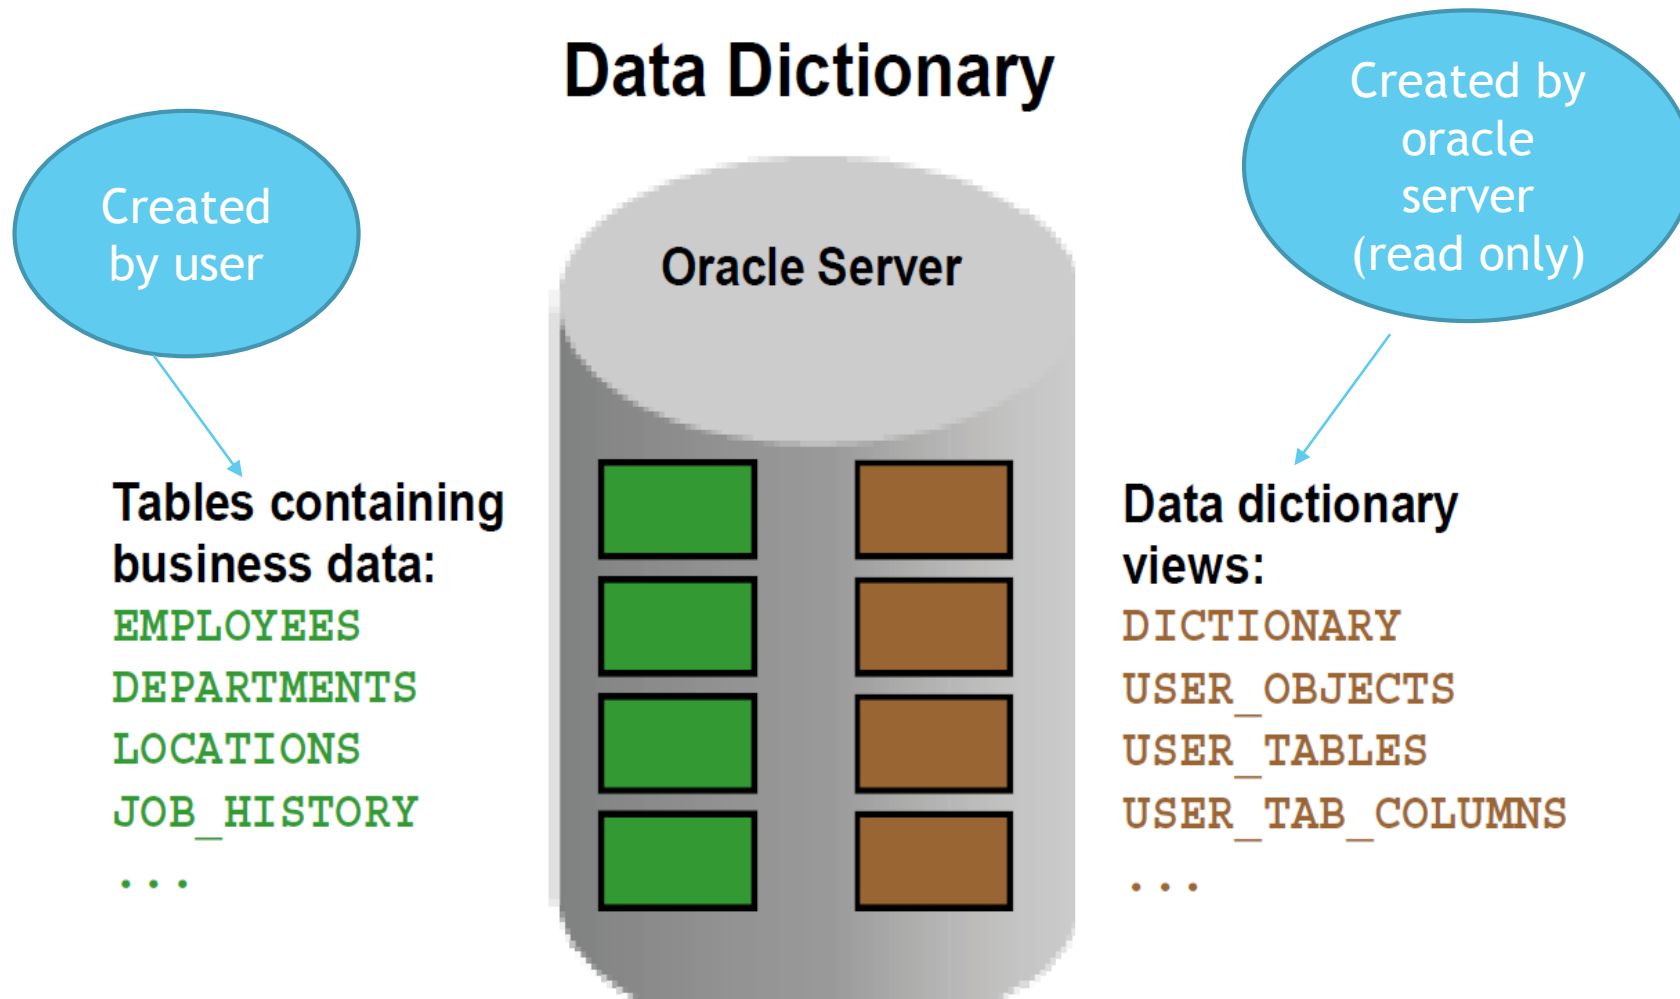 Data Dictionary
Created
by user
Created by
oracle
server
(read only)
Oracle Server
Tables containing
business data:
EMPLOYEES
DEPARTMENTS
LOCATIONS
JOB_HISTORY
...
Data dictionary
views:
DICTIONARY
USER_OBJECTS
USER_TABLES
USER_TAB_COLUMNS
...